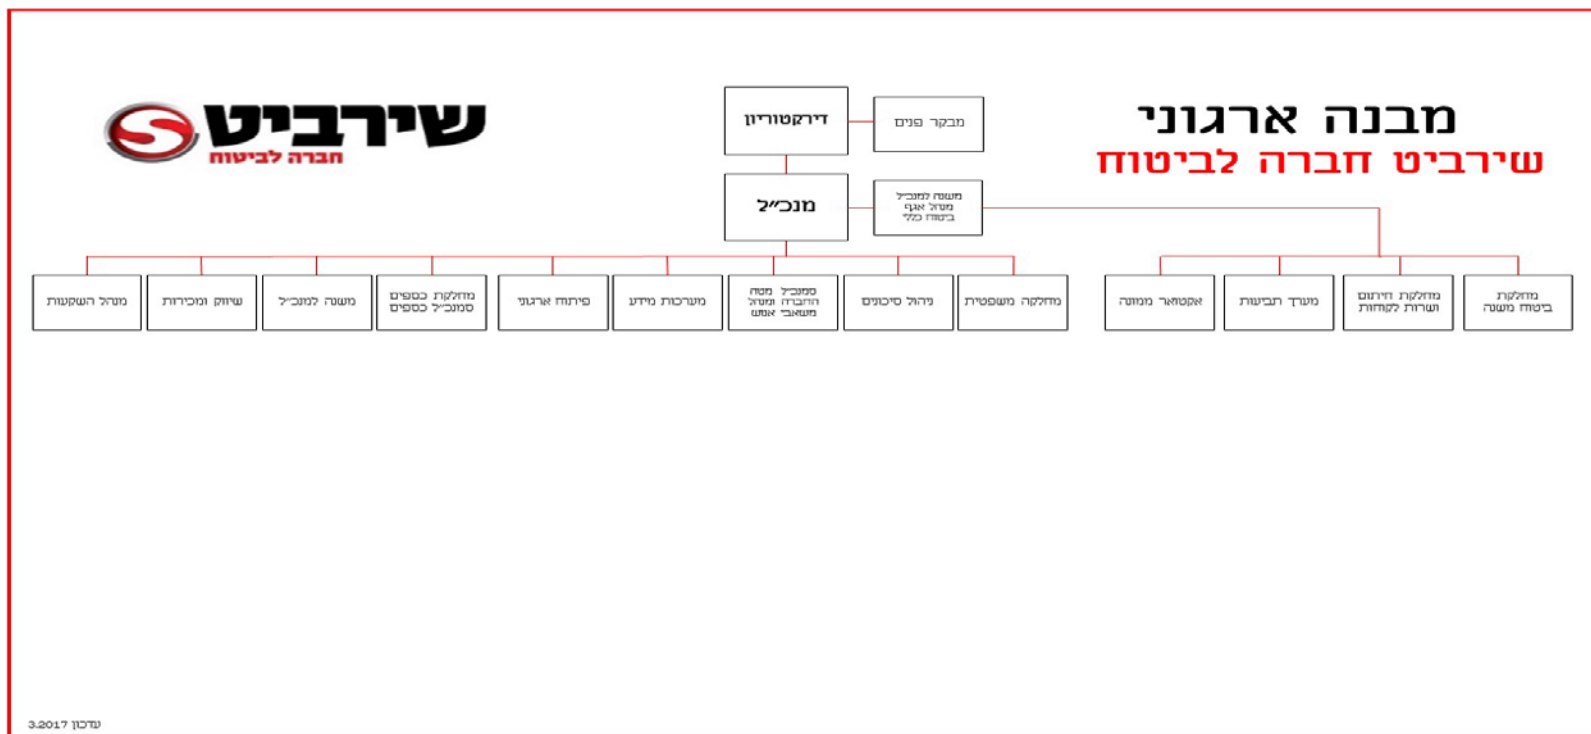 מבנה ארגוני
שירביט חברה לביטוח
שירביט
חברה לביטוח
דירקטוריון
מבקר פנים
מנכ״ל
משנה למנכ״ל
מנהל אגף
ביטוח כללי
מחלקת
ביטוח משנה
מחלקת חיתום
ושרות לקוחות
מערך תביעות
אקטואר ממונה
מחלקה משפטית
ניהול סיכונים
סמנכ״ל מטה
החברה ומנהל
משאבי אנוש
מערכות מידע
פיתוח ארגוני
מחלקת כספים
סמנכ״ל כספים
משנה למנכ״ל
שיווק ומכירות
מנהל השקעות
עדכון 3.2017